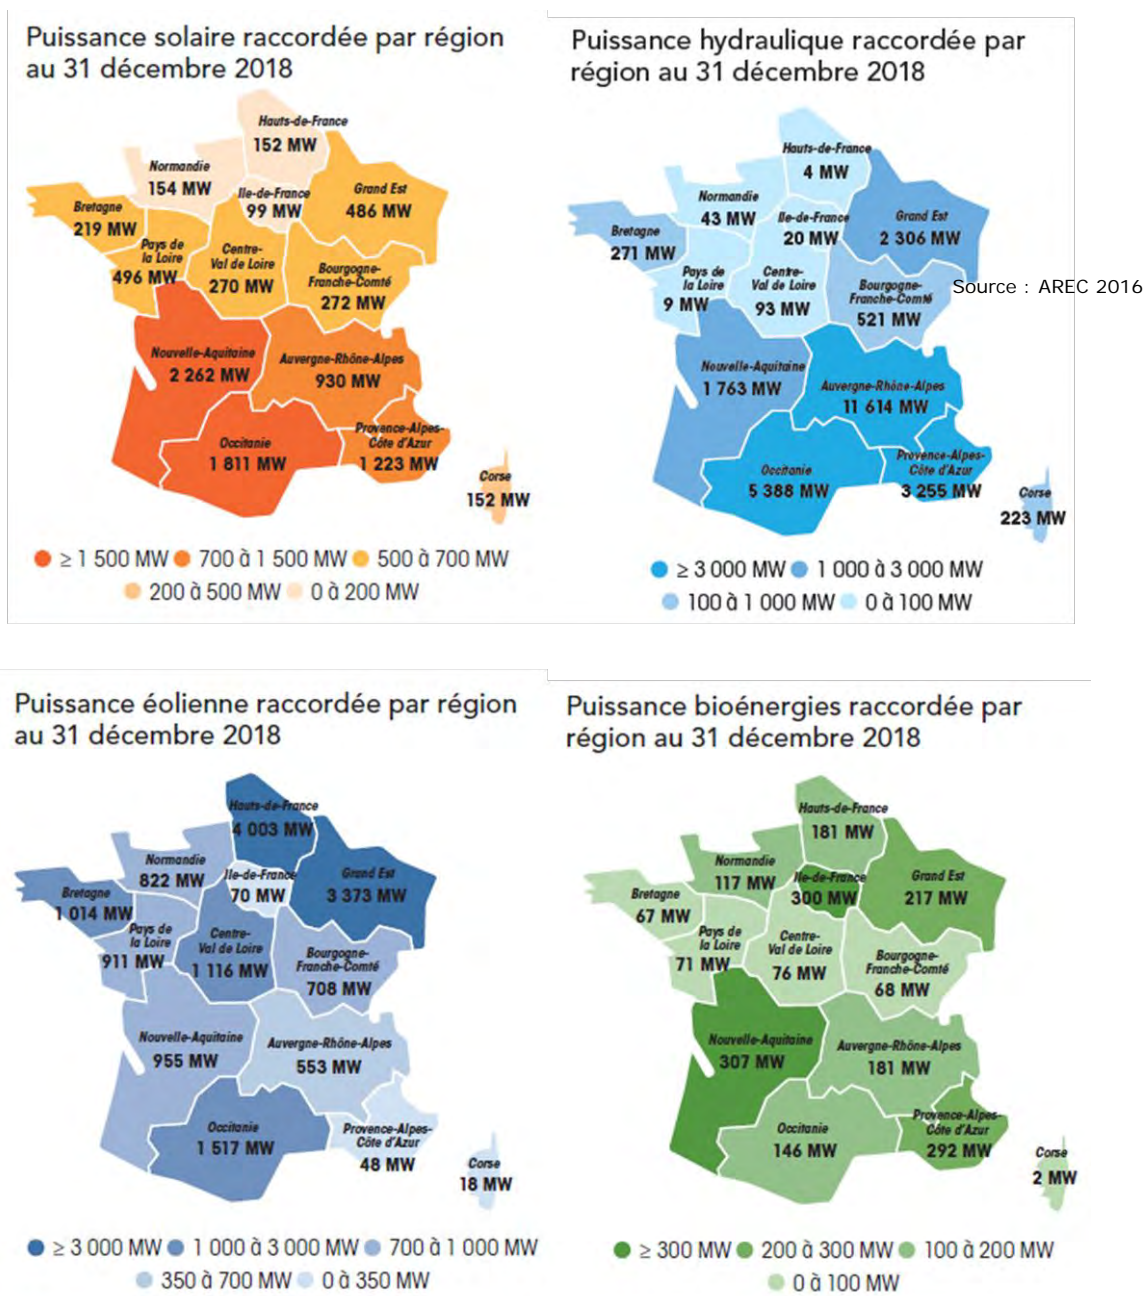 Puissance solaire raccordée par région
au 31 décembre 2018
Hauts-de-France
152 MW
Normandie
154 MW
Ile-de-France
99 MW
Grand Est
486 MW
Bretagne
219 MW
Pays de
la Loire
496 MW
Centre-
Val de Loire
270 MW
Bourgogne-
Franche-Comté
272 MW
Nouvelle-Aquitaine
2 262 MW
Auvergne-Rhône-Alpes
930 MW
Occitanie
1 811 MW
Provence-Alpes-
Côte d'Azur
1 223 MW
Corse
152 MW
≥ 1 500 MW 700 à 1 500 MW 500 à 700 MW
200 à 500 MW 0 à 200 MW
Puissance hydraulique raccordée par
région au 31 décembre 2018
Hauts-de-France
4 MW
Normandie
43 MW
Ile-de-France
20 MW
Grand Est
2 306 MW
Bretagne
271 MW
Pays de
la Loire
9 MW
Centre-
Val de Loire
93 MW
Bourgogne-
Franche-Comté
521 MW
Source : AREC 2016
Nouvelle-Aquitaine
1 763 MW
Auvergne-Rhône-Alpes
11 614 MW
Occitanie
5 388 MW
Provence-Alpes-
Côte d'Azur
3 255 MW
Corse
223 MW
≥ 3 000 MW 1 000 à 3 000 MW
100 à 1 000 MW 0 à 100 MW
Puissance éolienne raccordée par région
au 31 décembre 2018
Hauts-de-France
4 003 MW
Normandie
822 MW
Ile-de-France
70 MW
Grand Est
3 373 MW
Bretagne
1 014 MW
Pays de
la Loire
911 MW
Centre-
Val de Loire
1 116 MW
Bourgogne-
Franche-Comté
708 MW
Nouvelle-Aquitaine
955 MW
Auvergne-Rhône-Alpes
553 MW
Occitanie
1 517 MW
Provence-Alpes-
Côte d'Azur
48 MW
Corse
18 MW
≥ 3 000 MW 1 000 à 3 000 MW 700 à 1 000 MW
350 à 700 MW 0 à 350 MW
Puissance bioénergies raccordée par
région au 31 décembre 2018
Hauts-de-France
181 MW
Normandie
117 MW
Ile-de-France
300 MW
Grand Est
217 MW
Bretagne
67 MW
Pays de
la Loire
71 MW
Centre-
Val de Loire
76 MW
Bourgogne-
Franche-Comté
68 MW
Nouvelle-Aquitaine
307 MW
Auvergne-Rhône-Alpes
181 MW
Occitanie
146 MW
Provence-Alpes-
Côte d'Azur
292 MW
Corse
2 MW
≥ 300 MW 200 à 300 MW 100 à 200 MW
0 à 100 MW